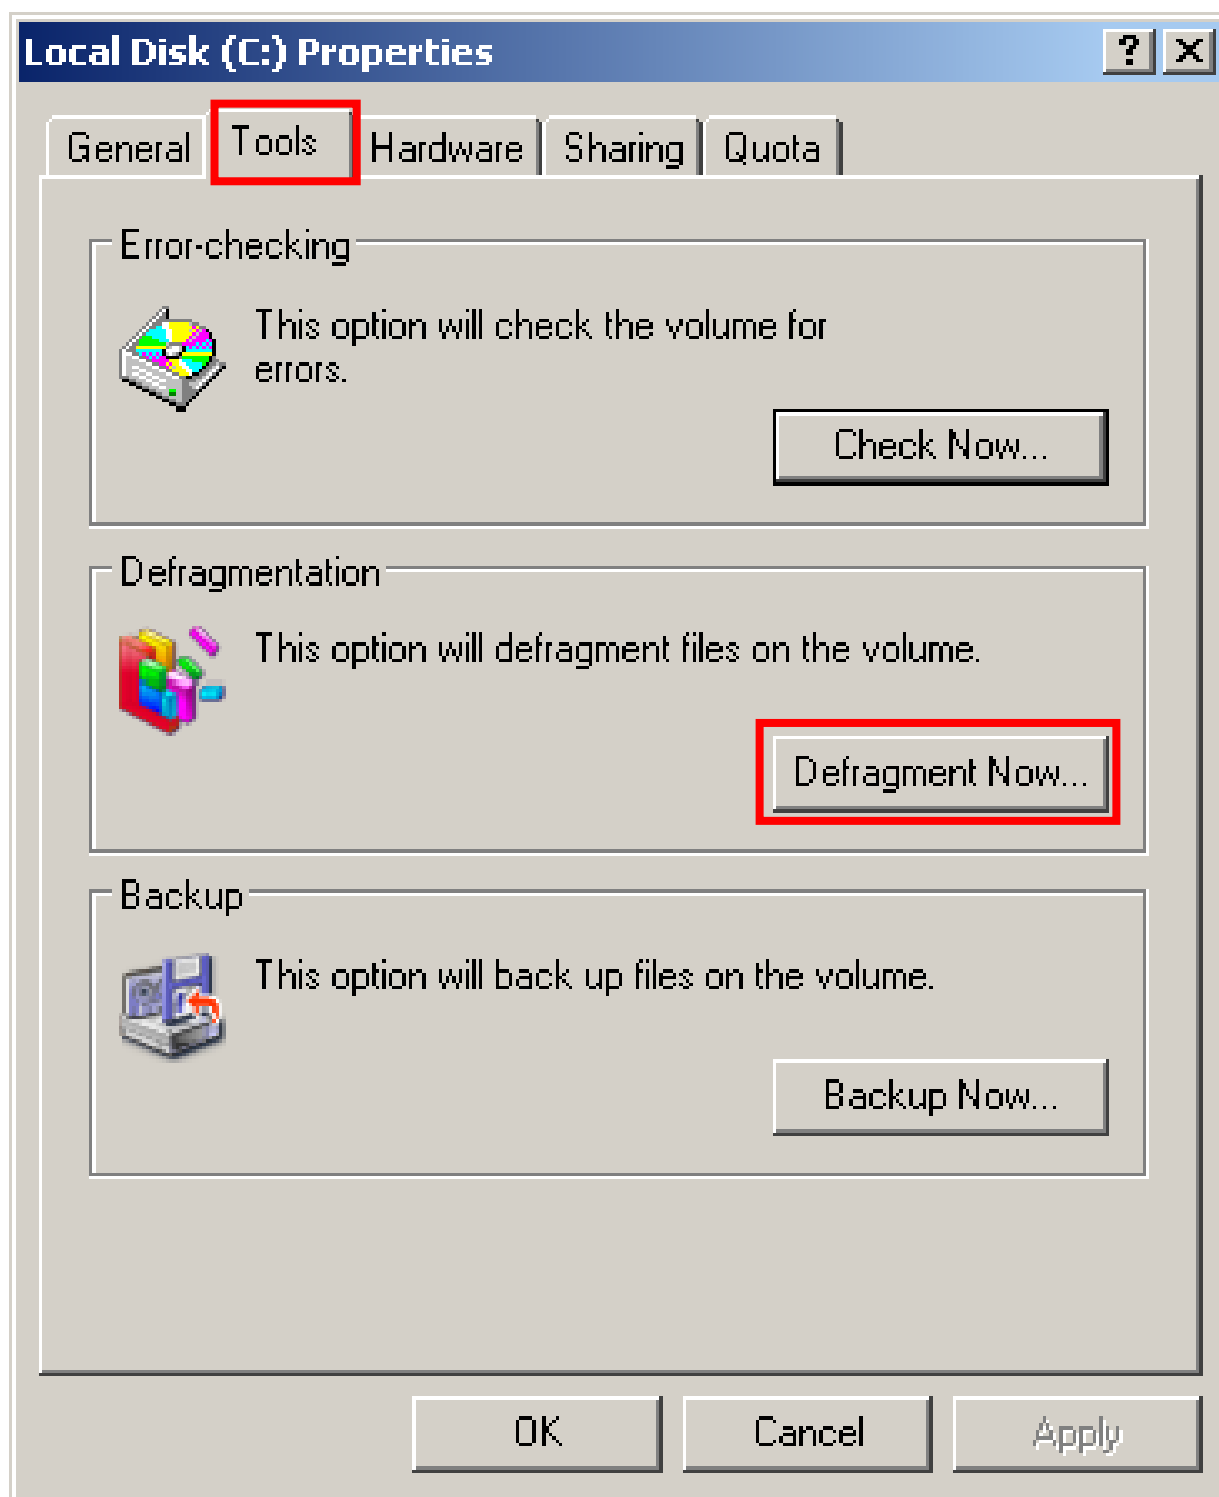 Local Disk (C:) Properties
General Tools Hardware Sharing Quota
Error-checking
This option will check the volume for
errors.
Check Now...
Defragmentation
This option will defragment files on the volume.
Defragment Now...
Backup
This option will back up files on the volume.
Backup Now...
OK Cancel Apply